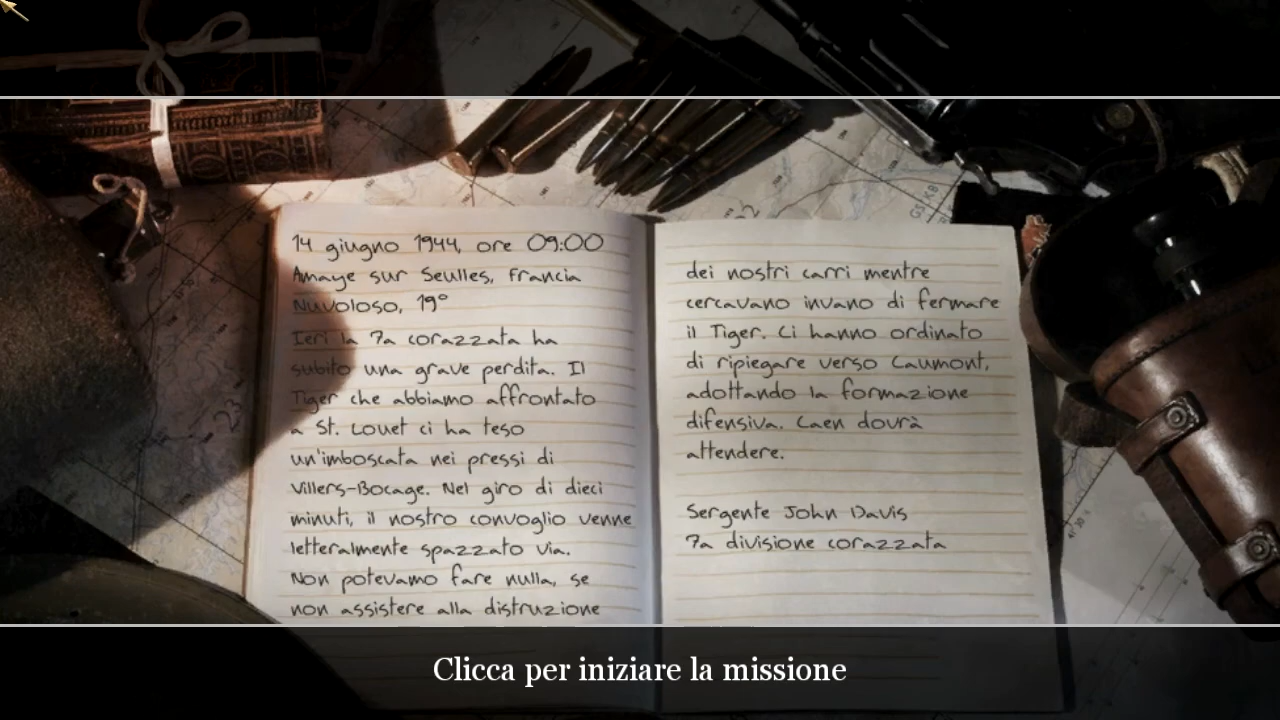 14 giugno 1944, ore 09:00
Amaye sur Seulles, Francia
Nuvoloso, 19°
Ieri la 7a corazzata ha
subito una grave perdita. Il
Tiger che abbiamo affrontato
a St. Louet ci ha teso
un'imboscata nei pressi di
Villers-Bocage. Nel giro di dieci
minuti, il nostro convoglio venne
letteralmente spazzato via.
Non potevamo fare nulla, se
non assistere alla distruzione
dei nostri carri mentre
cercavano invano di fermare
il Tiger. Ci hanno ordinato
di ripiegare verso Caumont,
adottando la formazione
difensiva. Caen dovrà
attendere.
Sergente John Davis
7a divisione corazzata
Clicca per iniziare la missione